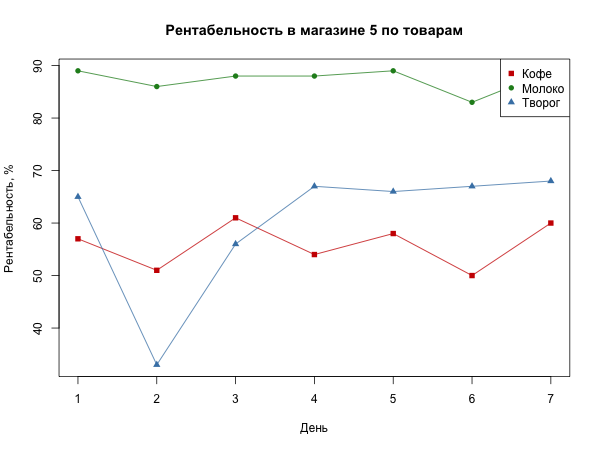 Рентабельность в магазине 5 по товарам
Рентабельность, %
90
80
70
60
50
40
Кофе
Молоко
Творог
1 2 3 4 5 6 7
День